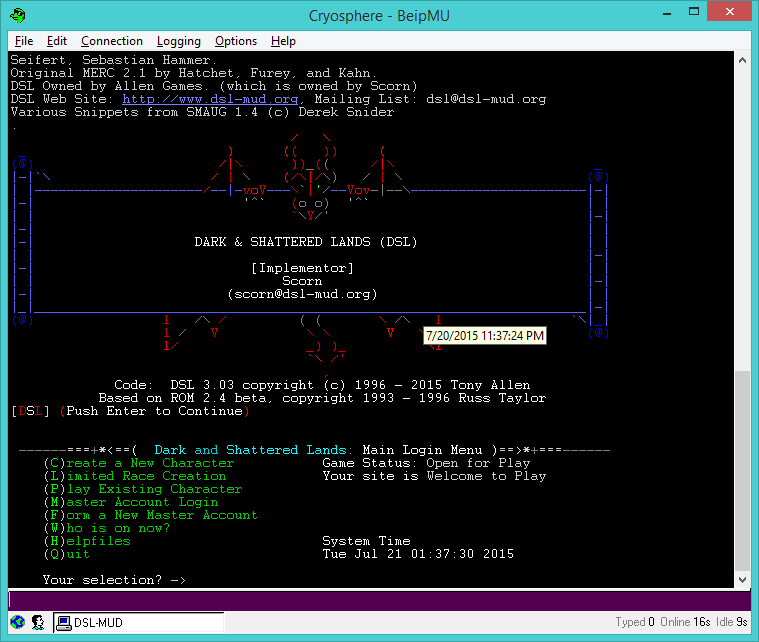 Cryosphere - BeipMU
File Edit Connection Logging Options Help
Seifert, Sebastian Hammer.
Original MERC 2.1 by Hatchet, Furey, and Kahn.
DSL Owned by Allen Games. (which is owned by Scorn)
DSL Web Site: http://www.dsl-mud.org, Mailing List: dsl@dsl-mud.org
Various Snippets from SMAUG 1.4 (c) Derek Snider
.
DARK & SHATTERED LANDS (DSL)
[Implementor]
Scorn
(scorn@dsl-mud.org)
7/20/2015 11:37:24 PM
Code: DSL 3.03 copyright (c) 1996 - 2015 Tony Allen
Based on ROM 2.4 beta, copyright 1993 - 1996 Russ Taylor
[DSL] (Push Enter to Continue)
------===+*<==( Dark and Shattered Lands: Main Login Menu )==>*+===------
(C)reate a New Character Game Status: Open for Play
(L)imited Race Creation Your site is Welcome to Play
(P)lay Existing Character
(M)aster Account Login
(F)orm a New Master Account
(W)ho is on now?
(H)elpfiles System Time
(Q)uit Tue Jul 21 01:37:30 2015
Your selection? ->
DSL-MUD Typed 0 Online 16s Idle 9s